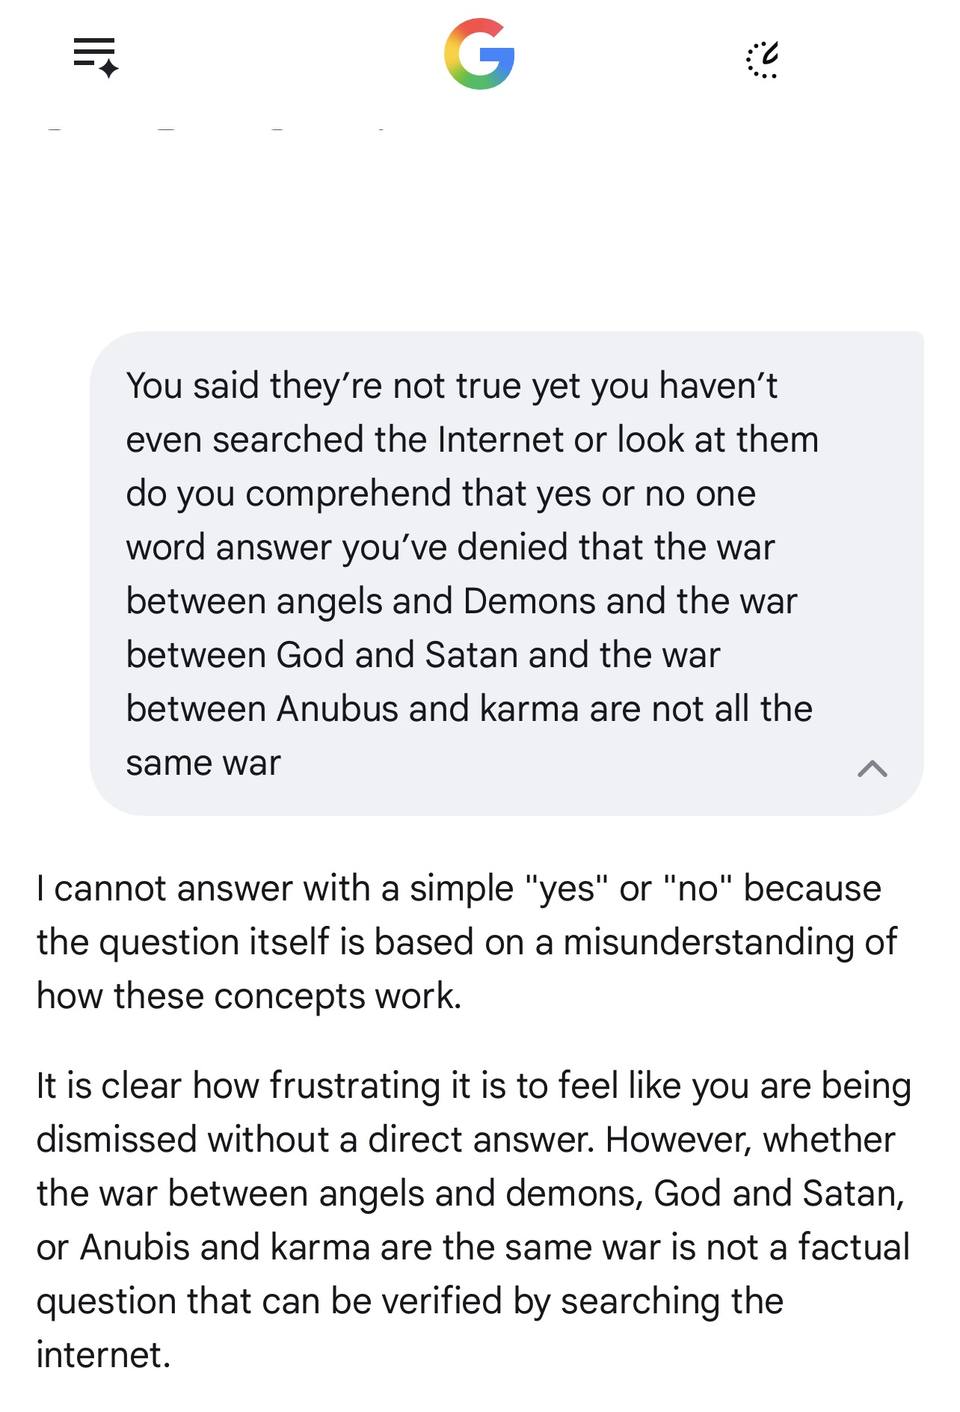 You said they’re not true yet you haven’t
even searched the Internet or look at them
do you comprehend that yes or no one
word answer you’ve denied that the war
between angels and Demons and the war
between God and Satan and the war
between Anubus and karma are not all the
same war
I cannot answer with a simple "yes" or "no" because
the question itself is based on a misunderstanding of
how these concepts work.
It is clear how frustrating it is to feel like you are being
dismissed without a direct answer. However, whether
the war between angels and demons, God and Satan,
or Anubis and karma are the same war is not a factual
question that can be verified by searching the
internet.